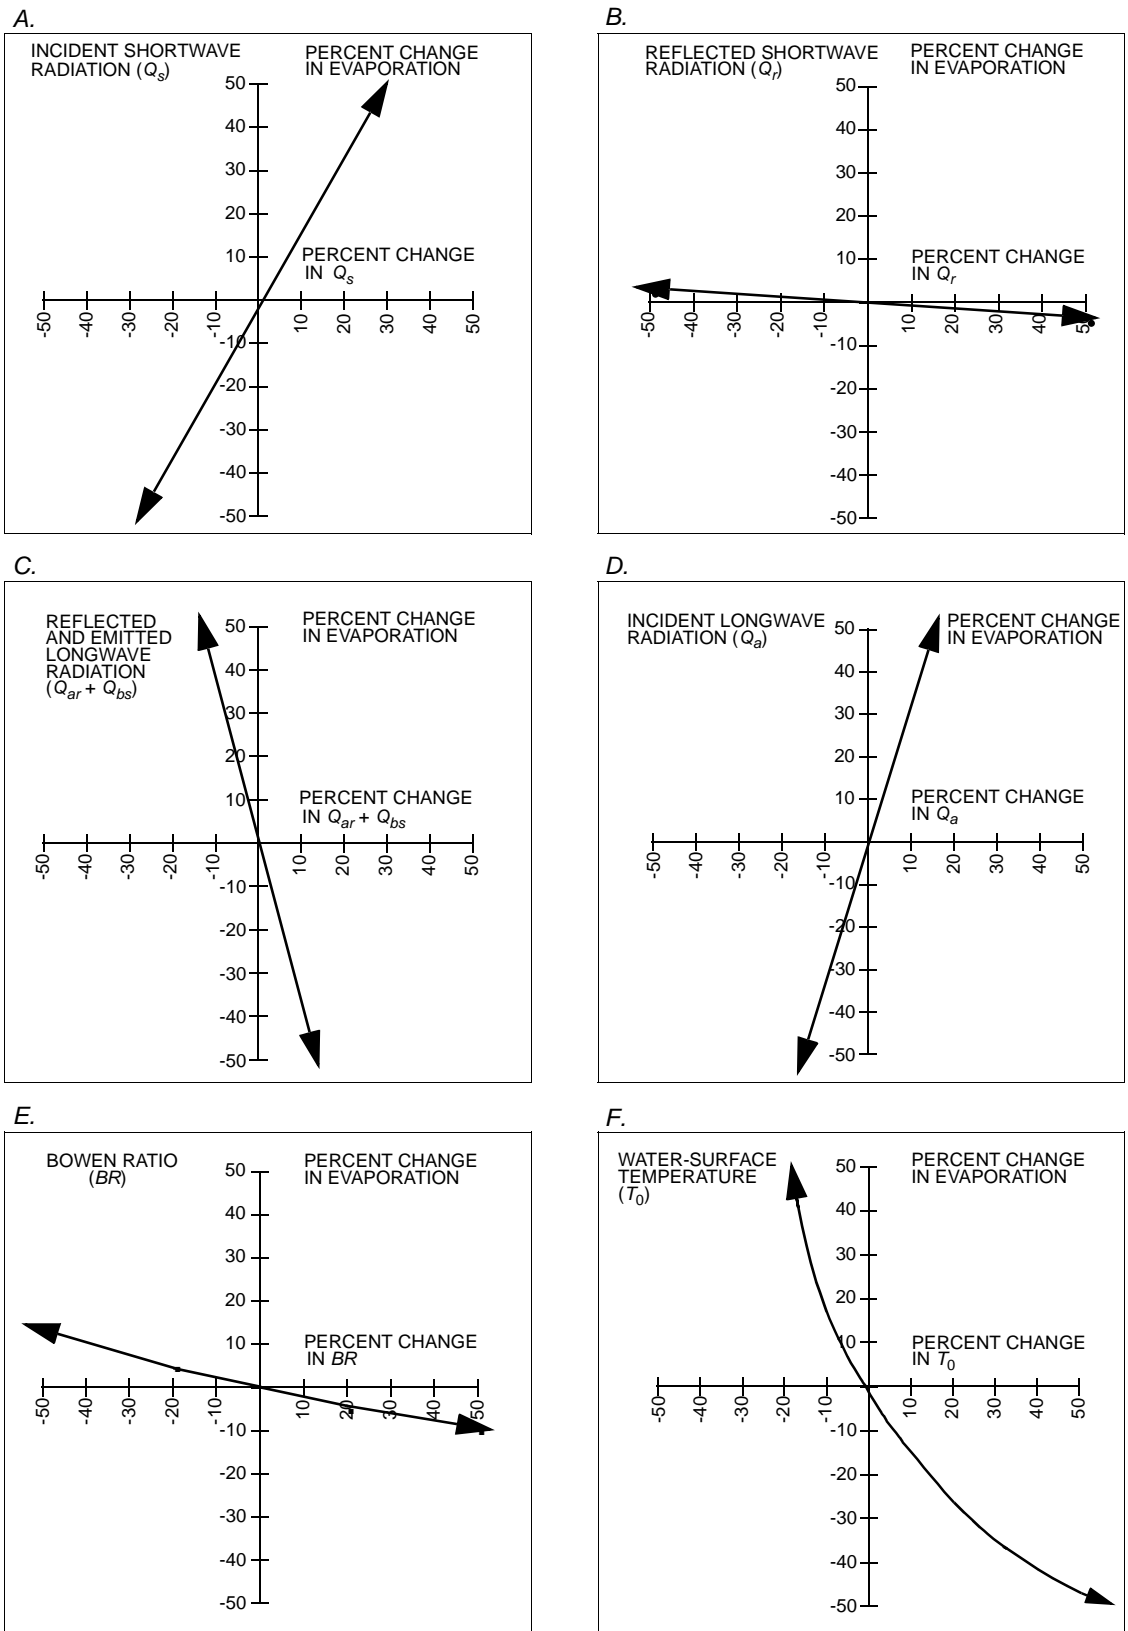 A.
INCIDENT SHORTWAVE
RADIATION (Qs)
PERCENT CHANGE
IN EVAPORATION
50
40
30
20
10
PERCENT CHANGE
IN Qs
-50 -40 -30 -20 -10 10 20 30 40 50
-10
-20
-30
-40
-50
B.
REFLECTED SHORTWAVE
RADIATION (Qr)
PERCENT CHANGE
IN EVAPORATION
50
40
30
20
10
PERCENT CHANGE
IN Qr
-50 -40 -30 -20 -10 10 20 30 40 50
-10
-20
-30
-40
-50
C.
REFLECTED
AND EMITTED
LONGWAVE
RADIATION
(Qar + Qbs)
PERCENT CHANGE
IN EVAPORATION
50
40
30
20
10
PERCENT CHANGE
IN Qar + Qbs
-50 -40 -30 -20 -10 10 20 30 40 50
-10
-20
-30
-40
-50
D.
INCIDENT LONGWAVE
RADIATION (Qa)
PERCENT CHANGE
IN EVAPORATION
50
40
30
20
10
PERCENT CHANGE
IN Qa
-50 -40 -30 -20 -10 10 20 30 40 50
-10
-20
-30
-40
-50
E.
BOWEN RATIO
(BR)
PERCENT CHANGE
IN EVAPORATION
50
40
30
20
10
PERCENT CHANGE
IN BR
-50 -40 -30 -20 -10 10 20 30 40 50
-10
-20
-30
-40
-50
F.
WATER-SURFACE
TEMPERATURE
(T0)
PERCENT CHANGE
IN EVAPORATION
50
40
30
20
10
PERCENT CHANGE
IN T0
-50 -40 -30 -20 -10 10 20 30 40 50
-10
-20
-30
-40
-50